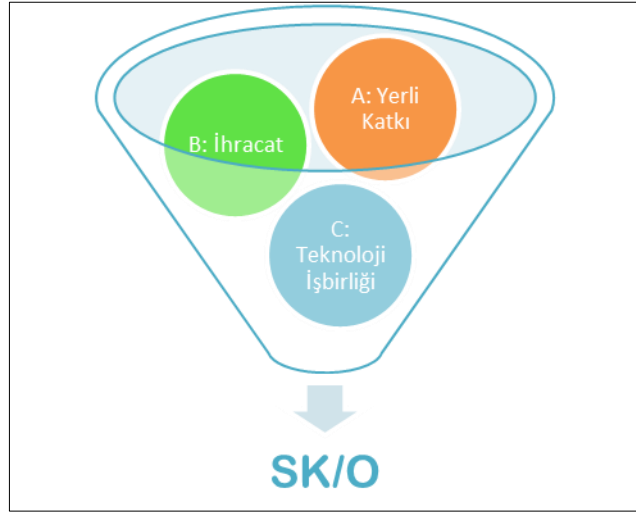 A: Yerli
Katkı
B: İhracat
C:
Teknoloji
İşbirliği
SK/O